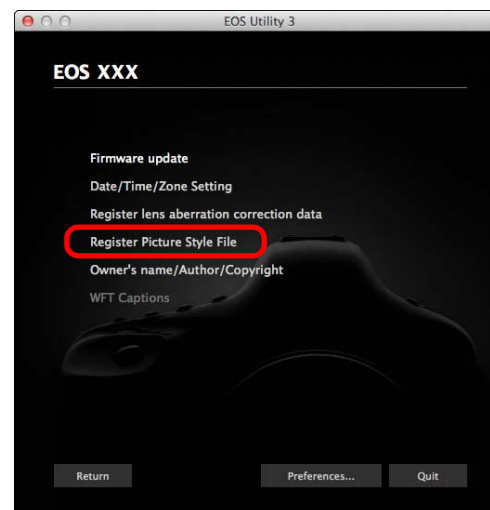 EOS Utility 3
EOS XXX
Firmware update
Date/Time/Zone Setting
Register lens aberration correction data
Register Picture Style File
Owner's name/Author/Copyright
WFT Captions
Return
Preferences...
Quit